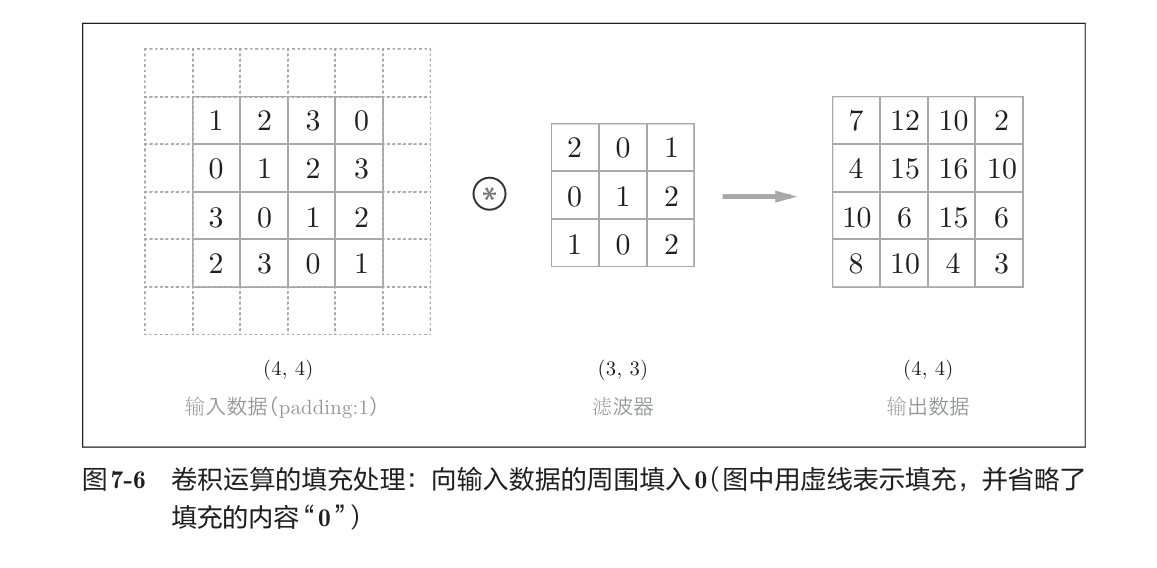 1 2 3 0
0 1 2 3
3 0 1 2
2 3 0 1
(4, 4)
输入数据(padding:1)
*
2 0 1
0 1 2
1 0 2
(3, 3)
滤波器
7 12 10 2
4 15 16 10
10 6 15 6
8 10 4 3
(4, 4)
输出数据
图7-6 卷积运算的填充处理：向输入数据的周围填入0（图中用虚线表示填充，并省略了
填充的内容“0”）